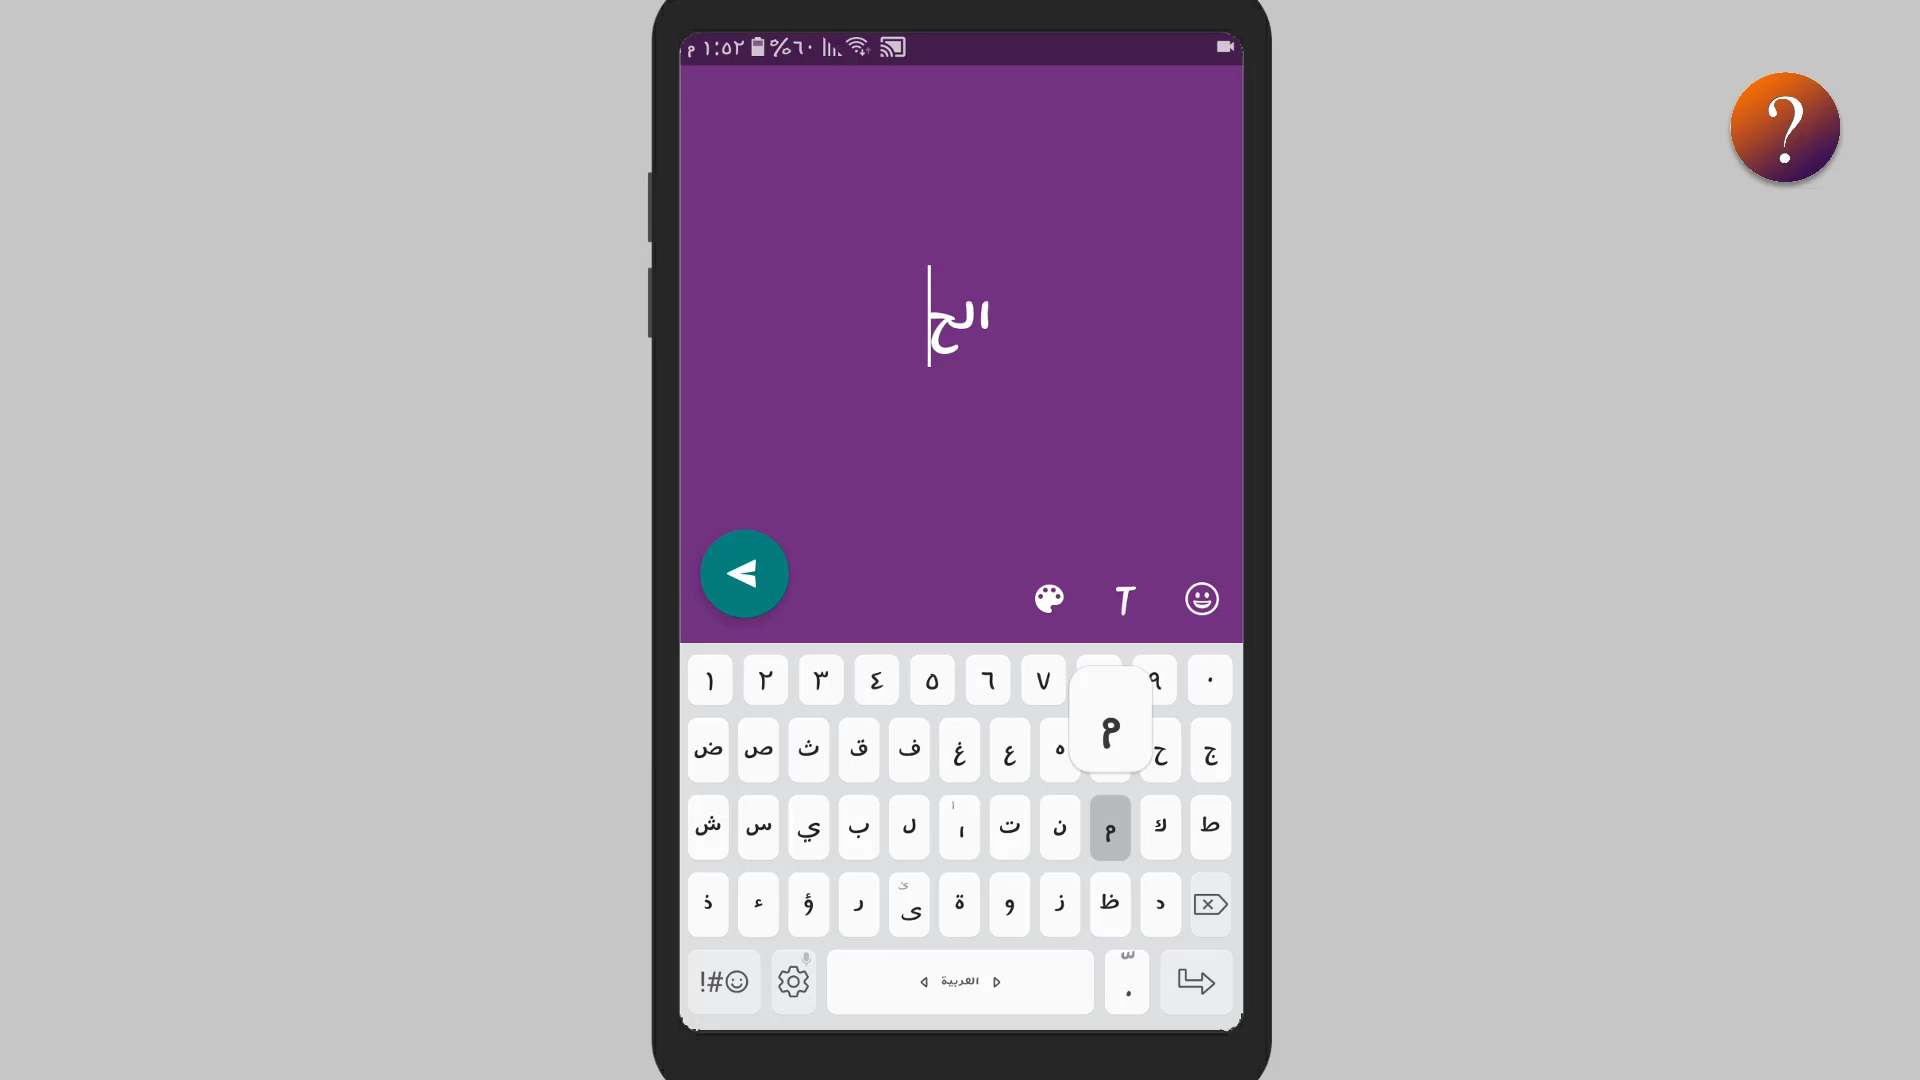 م ١:٥٢ ٪٦٠
?
الح
T
١ ٢ ٣ ٤ ٥ ٦ ٧ ٩ ٠
م
ض ص ث ق ف غ ع ه ح ج
ش س ي ب ل ا ت ن م ك ط
ذ ء ؤ ر ى ة و ز ظ د
!#☺ العربية .